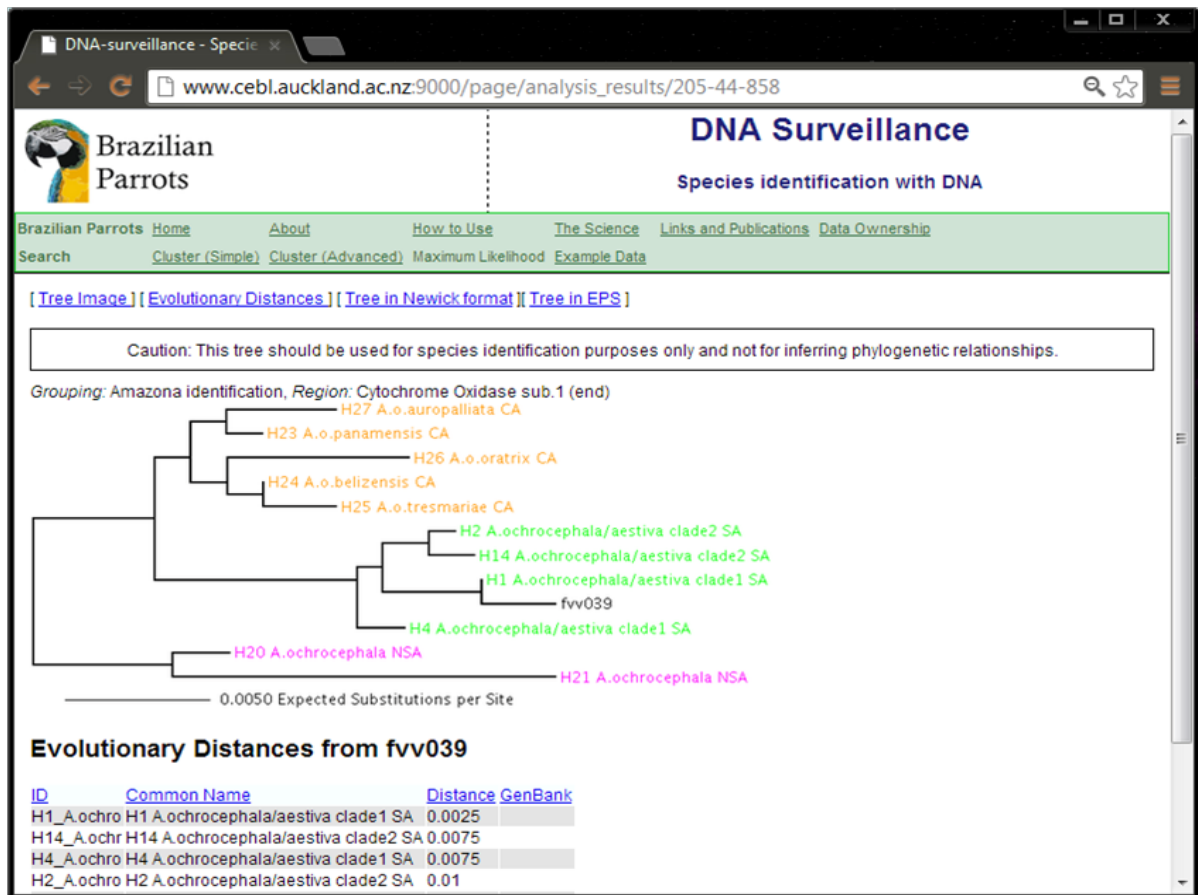 DNA-surveillance - Specie
www.cebl.auckland.ac.nz:9000/page/analysis_results/205-44-858
Brazilian
Parrots
DNA Surveillance
Species identification with DNA
Brazilian Parrots Home About How to Use The Science Links and Publications Data Ownership
Search Cluster (Simple) Cluster (Advanced) Maximum Likelihood Example Data
[ Tree Image ] [ Evolutionary Distances ] [ Tree in Newick format ][ Tree in EPS ]
Caution: This tree should be used for species identification purposes only and not for inferring phylogenetic relationships.
Grouping: Amazona identification, Region: Cytochrome Oxidase sub.1 (end)
H27 A.o.auropalliata CA
H23 A.o.panamensis CA
H26 A.o.oratrix CA
H24 A.o.belizensis CA
H25 A.o.tresmariae CA
H2 A.ochrocephala/aestiva clade2 SA
H14 A.ochrocephala/aestiva clade2 SA
H1 A.ochrocephala/aestiva clade1 SA
fvv039
H4 A.ochrocephala/aestiva clade1 SA
H20 A.ochrocephala NSA
H21 A.ochrocephala NSA
0.0050 Expected Substitutions per Site
Evolutionary Distances from fvv039
ID Common Name Distance GenBank
H1_A.ochro H1 A.ochrocephala/aestiva clade1 SA 0.0025
H14_A.ochr H14 A.ochrocephala/aestiva clade2 SA 0.0075
H4_A.ochro H4 A.ochrocephala/aestiva clade1 SA 0.0075
H2_A.ochro H2 A.ochrocephala/aestiva clade2 SA 0.01